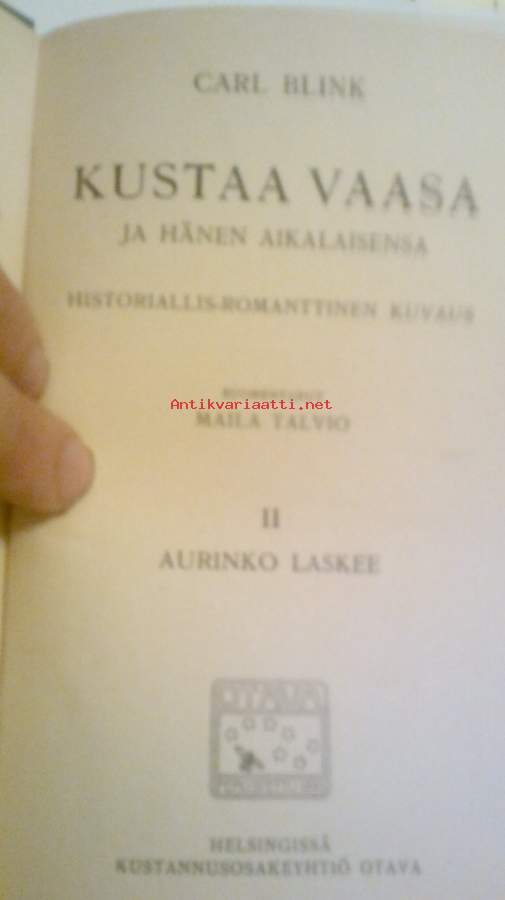 CARL BLINK
KUSTAA VAASA
JA HÄNEN AIKALAISENSA
HISTORIALLIS-ROMANTTINEN KUVAUS
Antikvariaatti.net
MAILA TALVIO
II
AURINKO LASKEE
OTAVA
HELSINGISSÄ
KUSTANNUSOSAKEYHTIÖ OTAVA